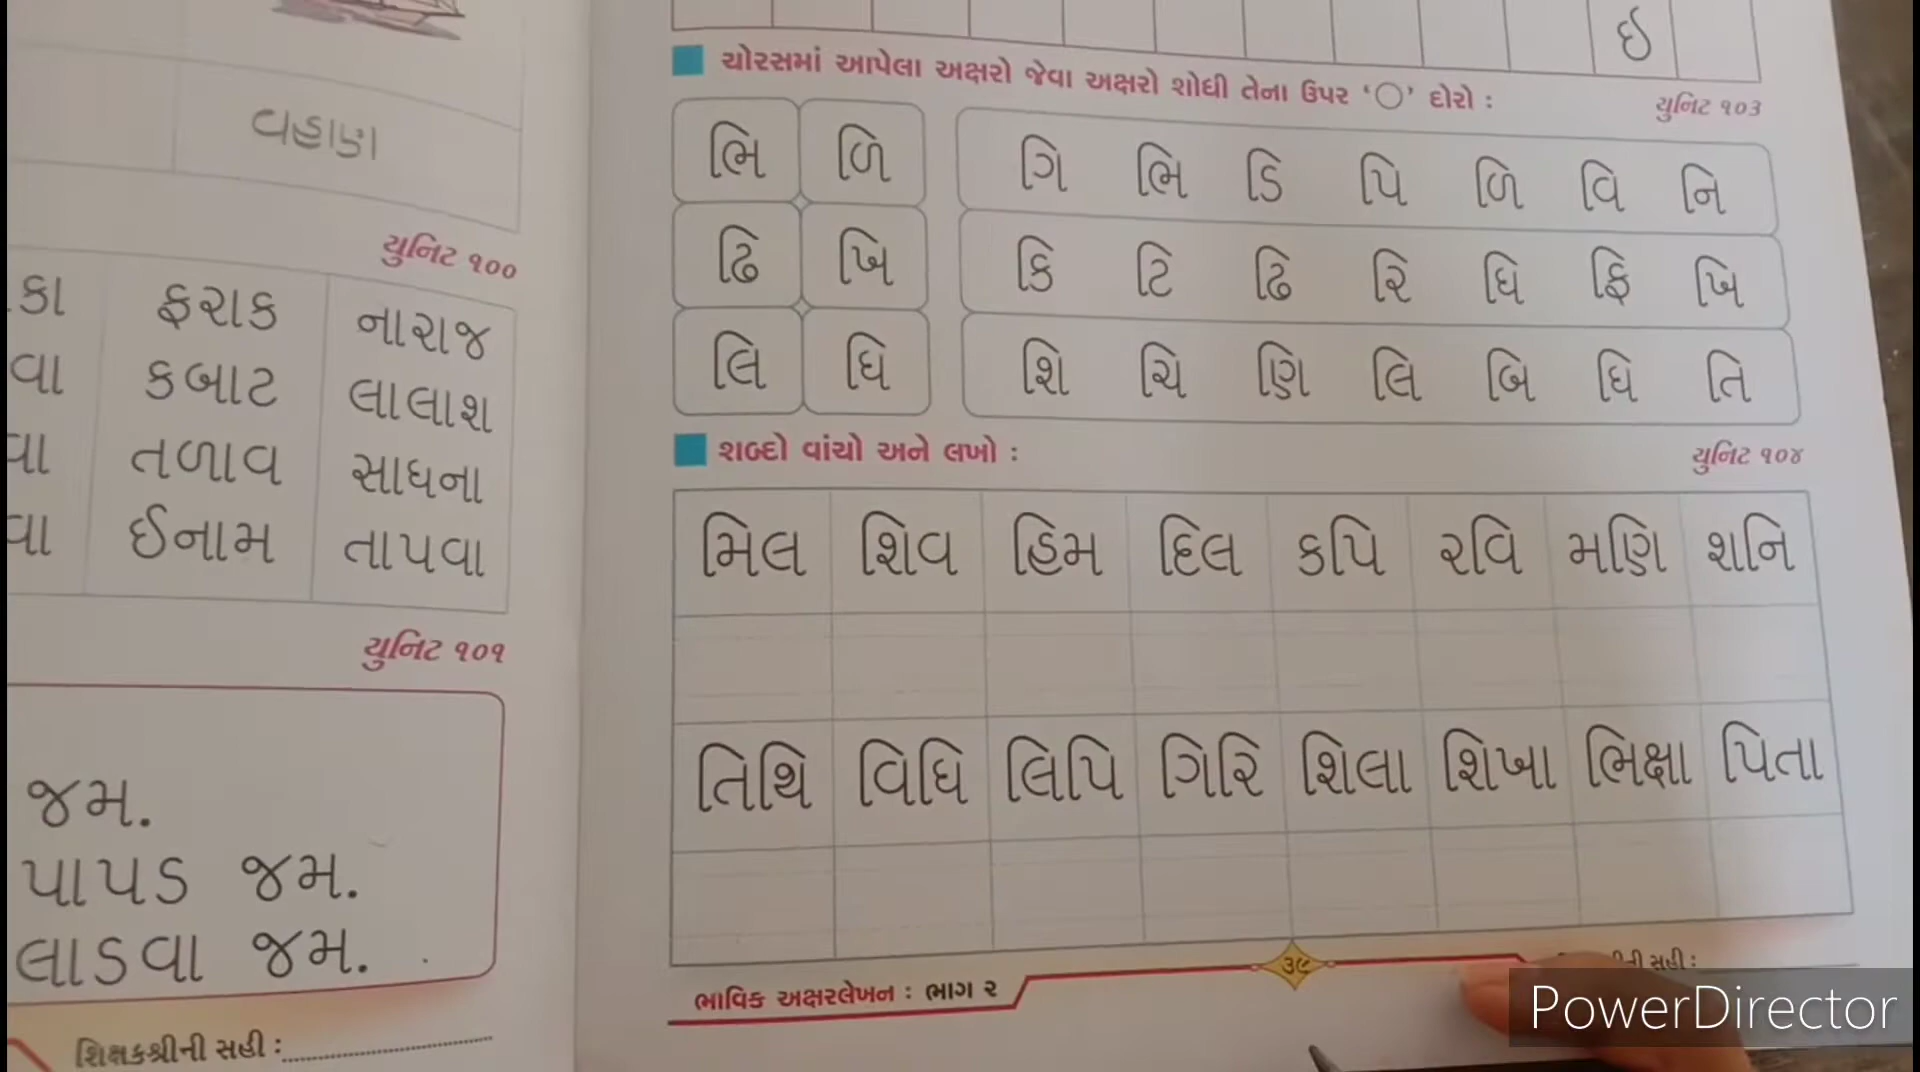 વહાણ
યુનિટ ૧૦૦
કા ફરાક નારાજ
વા કબાટ લાલાશ
વા તળાવ સાધના
વા ઈનામ તાપવા
યુનિટ ૧૦૧
જમ.
પાપડ જમ.
લાડવા જમ.
શિક્ષકશ્રીની સહી :
ઇ
ચોરસમાં આપેલા અક્ષરો જેવા અક્ષરો શોધી તેના ઉપર ‘○’ દોરો :
યુનિટ ૧૦૩
ભિ ળિ ગિ ભિ ડિ પિ ળિ વિ નિ
ઢિ ખિ કિ ટિ ઢિ રિ ધિ ફિ ખિ
લિ ઘિ શિ ચિ ણિ લિ બિ ઘિ તિ
શબ્દો વાંચો અને લખો :
યુનિટ ૧૦૪
મિલ શિવ હિમ દિલ કપિ રવિ મણિ શનિ
તિથિ વિધિ લિપિ ગિરિ શિલા શિખા ભિક્ષા પિતા
ભાવિક અક્ષરલેખન : ભાગ ૨
૩૯
સહી :
PowerDirector